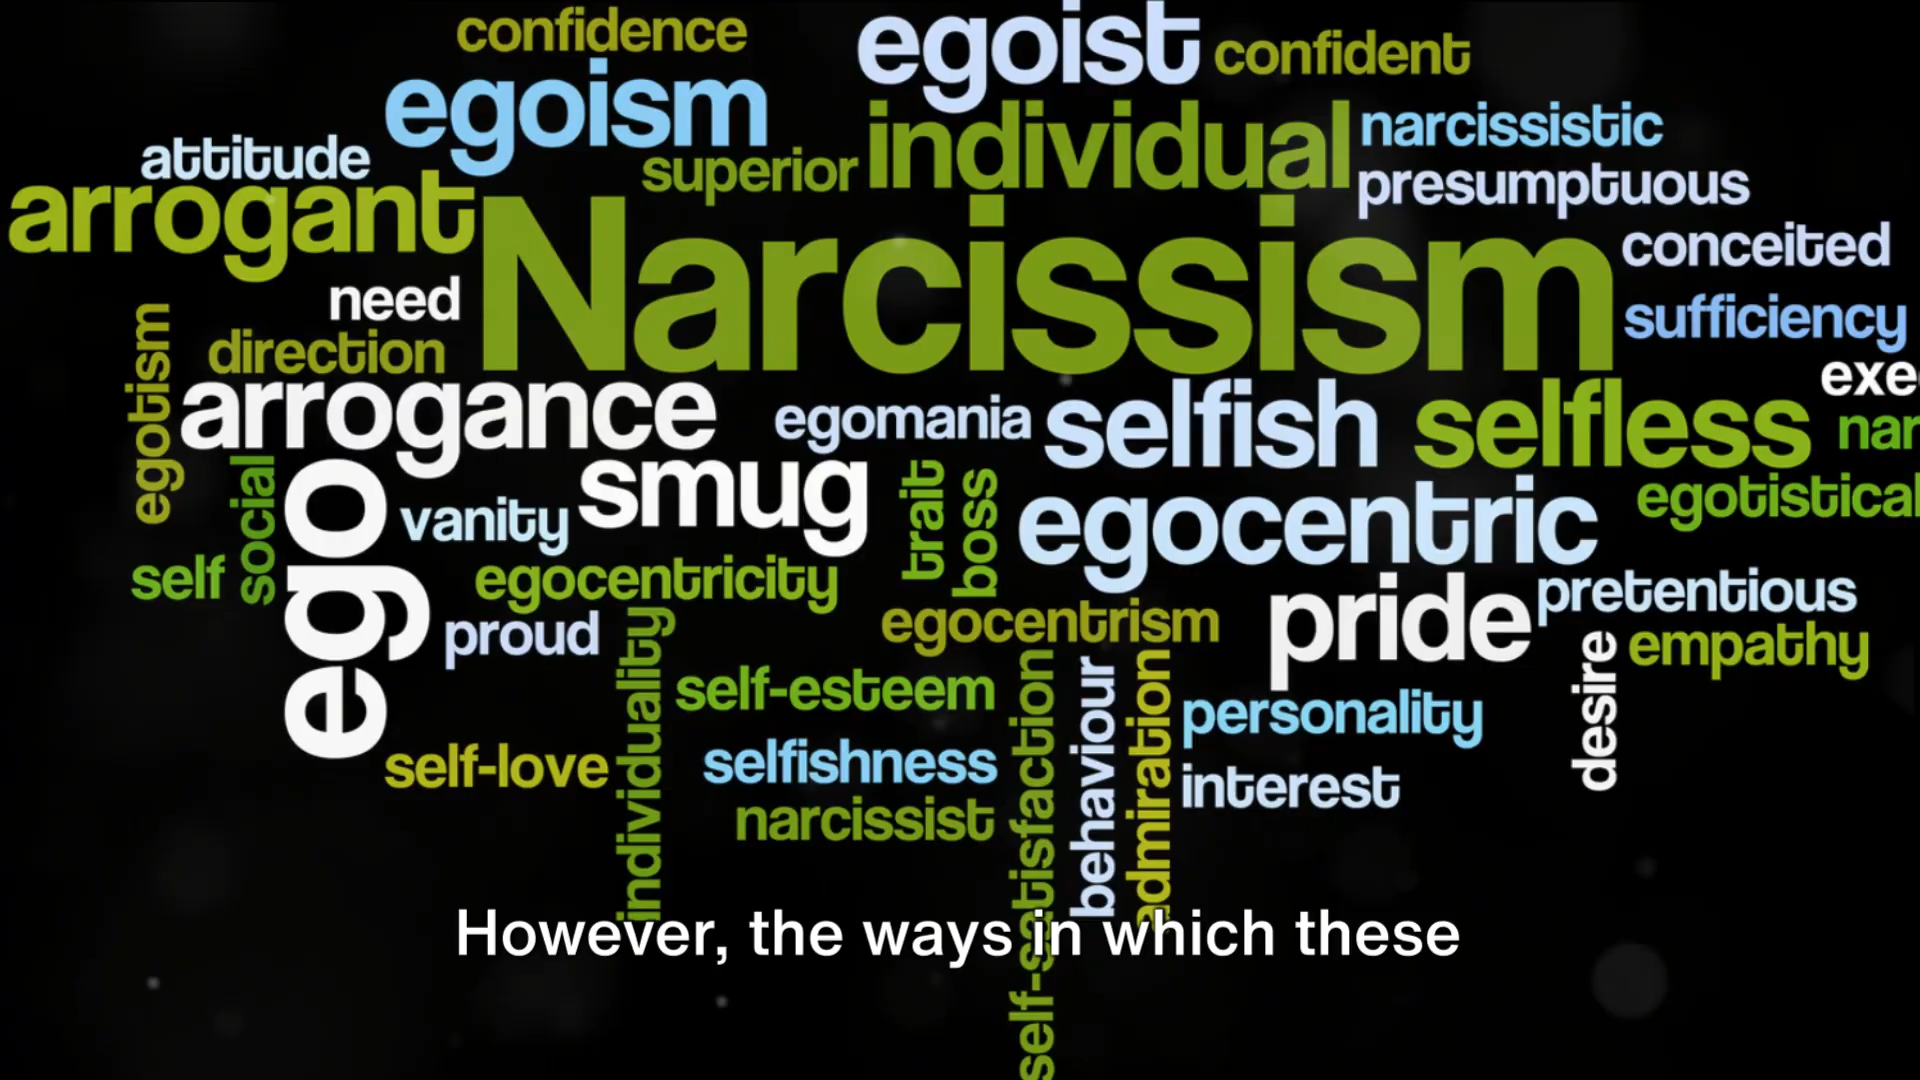 confidence
egoist
confident
egoism
individual
narcissistic
attitude
superior
presumptuous
arrogant
Narcissism
conceited
need
sufficiency
egotism
direction
exe
arrogance
egomania
selfish
selfless
nar
social
ego
vanity
smug
trait
boss
egocentric
egotistical
self
egocentricity
pride
pretentious
proud
individuality
egocentrism
desire
empathy
self-esteem
self-satisfaction
behaviour
admiration
personality
self-love
selfishness
interest
narcissist
However, the ways in which these